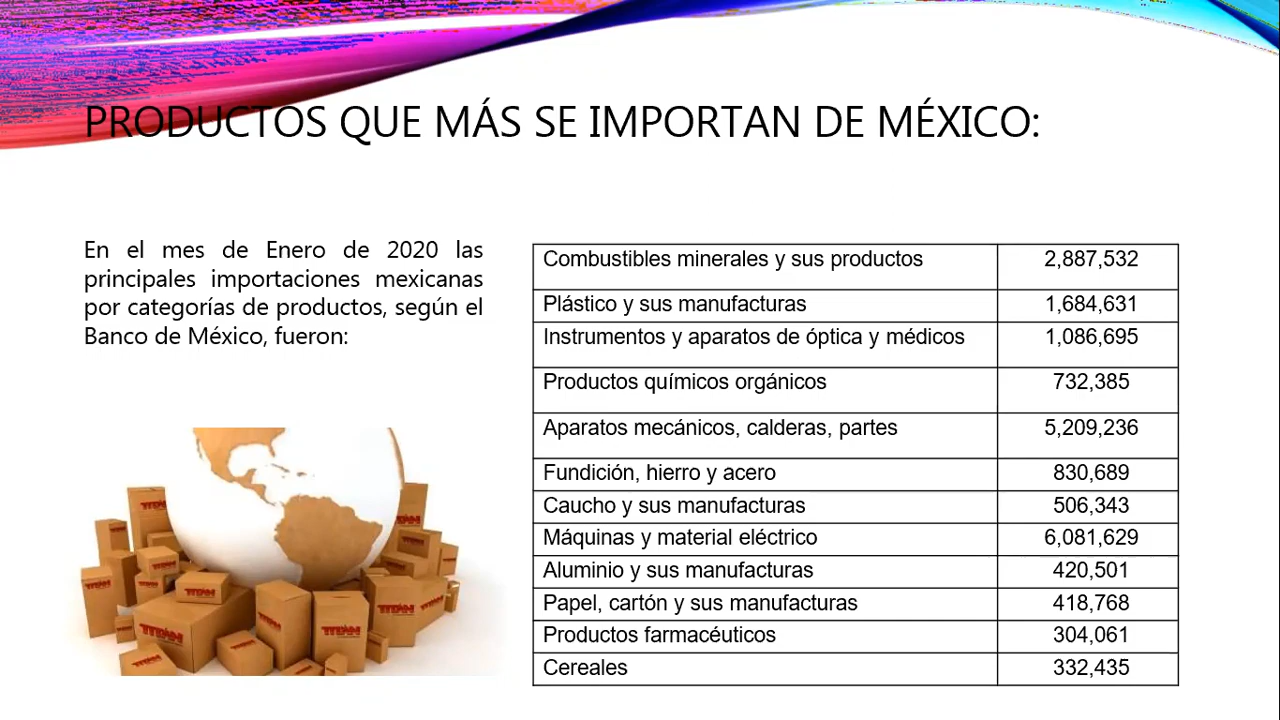 PRODUCTOS QUE MÁS SE IMPORTAN DE MÉXICO:
En el mes de Enero de 2020 las
principales importaciones mexicanas
por categorías de productos, según el
Banco de México, fueron:
Combustibles minerales y sus productos 2,887,532
Plástico y sus manufacturas 1,684,631
Instrumentos y aparatos de óptica y médicos 1,086,695
Productos químicos orgánicos 732,385
Aparatos mecánicos, calderas, partes 5,209,236
Fundición, hierro y acero 830,689
Caucho y sus manufacturas 506,343
Máquinas y material eléctrico 6,081,629
Aluminio y sus manufacturas 420,501
Papel, cartón y sus manufacturas 418,768
Productos farmacéuticos 304,061
Cereales 332,435
TITAN
TITAN
TITAN
TITAN